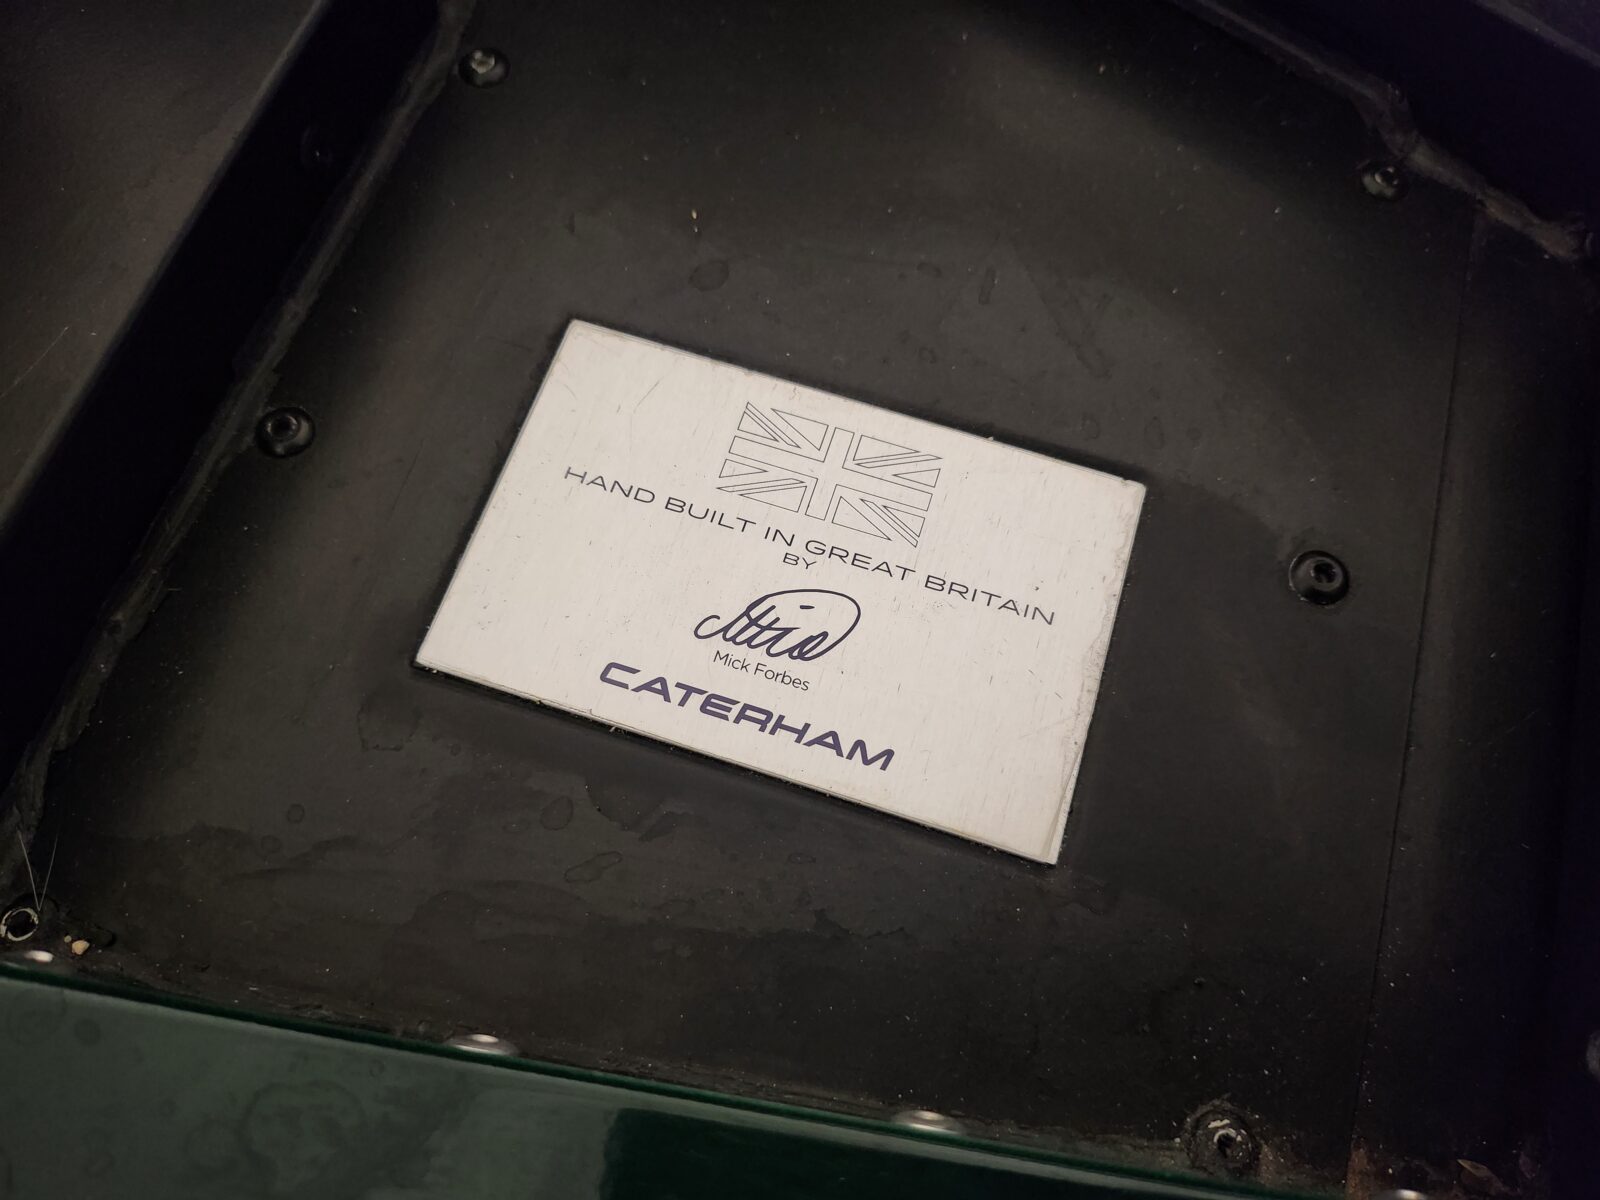 HAND BUILT IN GREAT BRITAIN
BY
Mick Forbes
CATERHAM